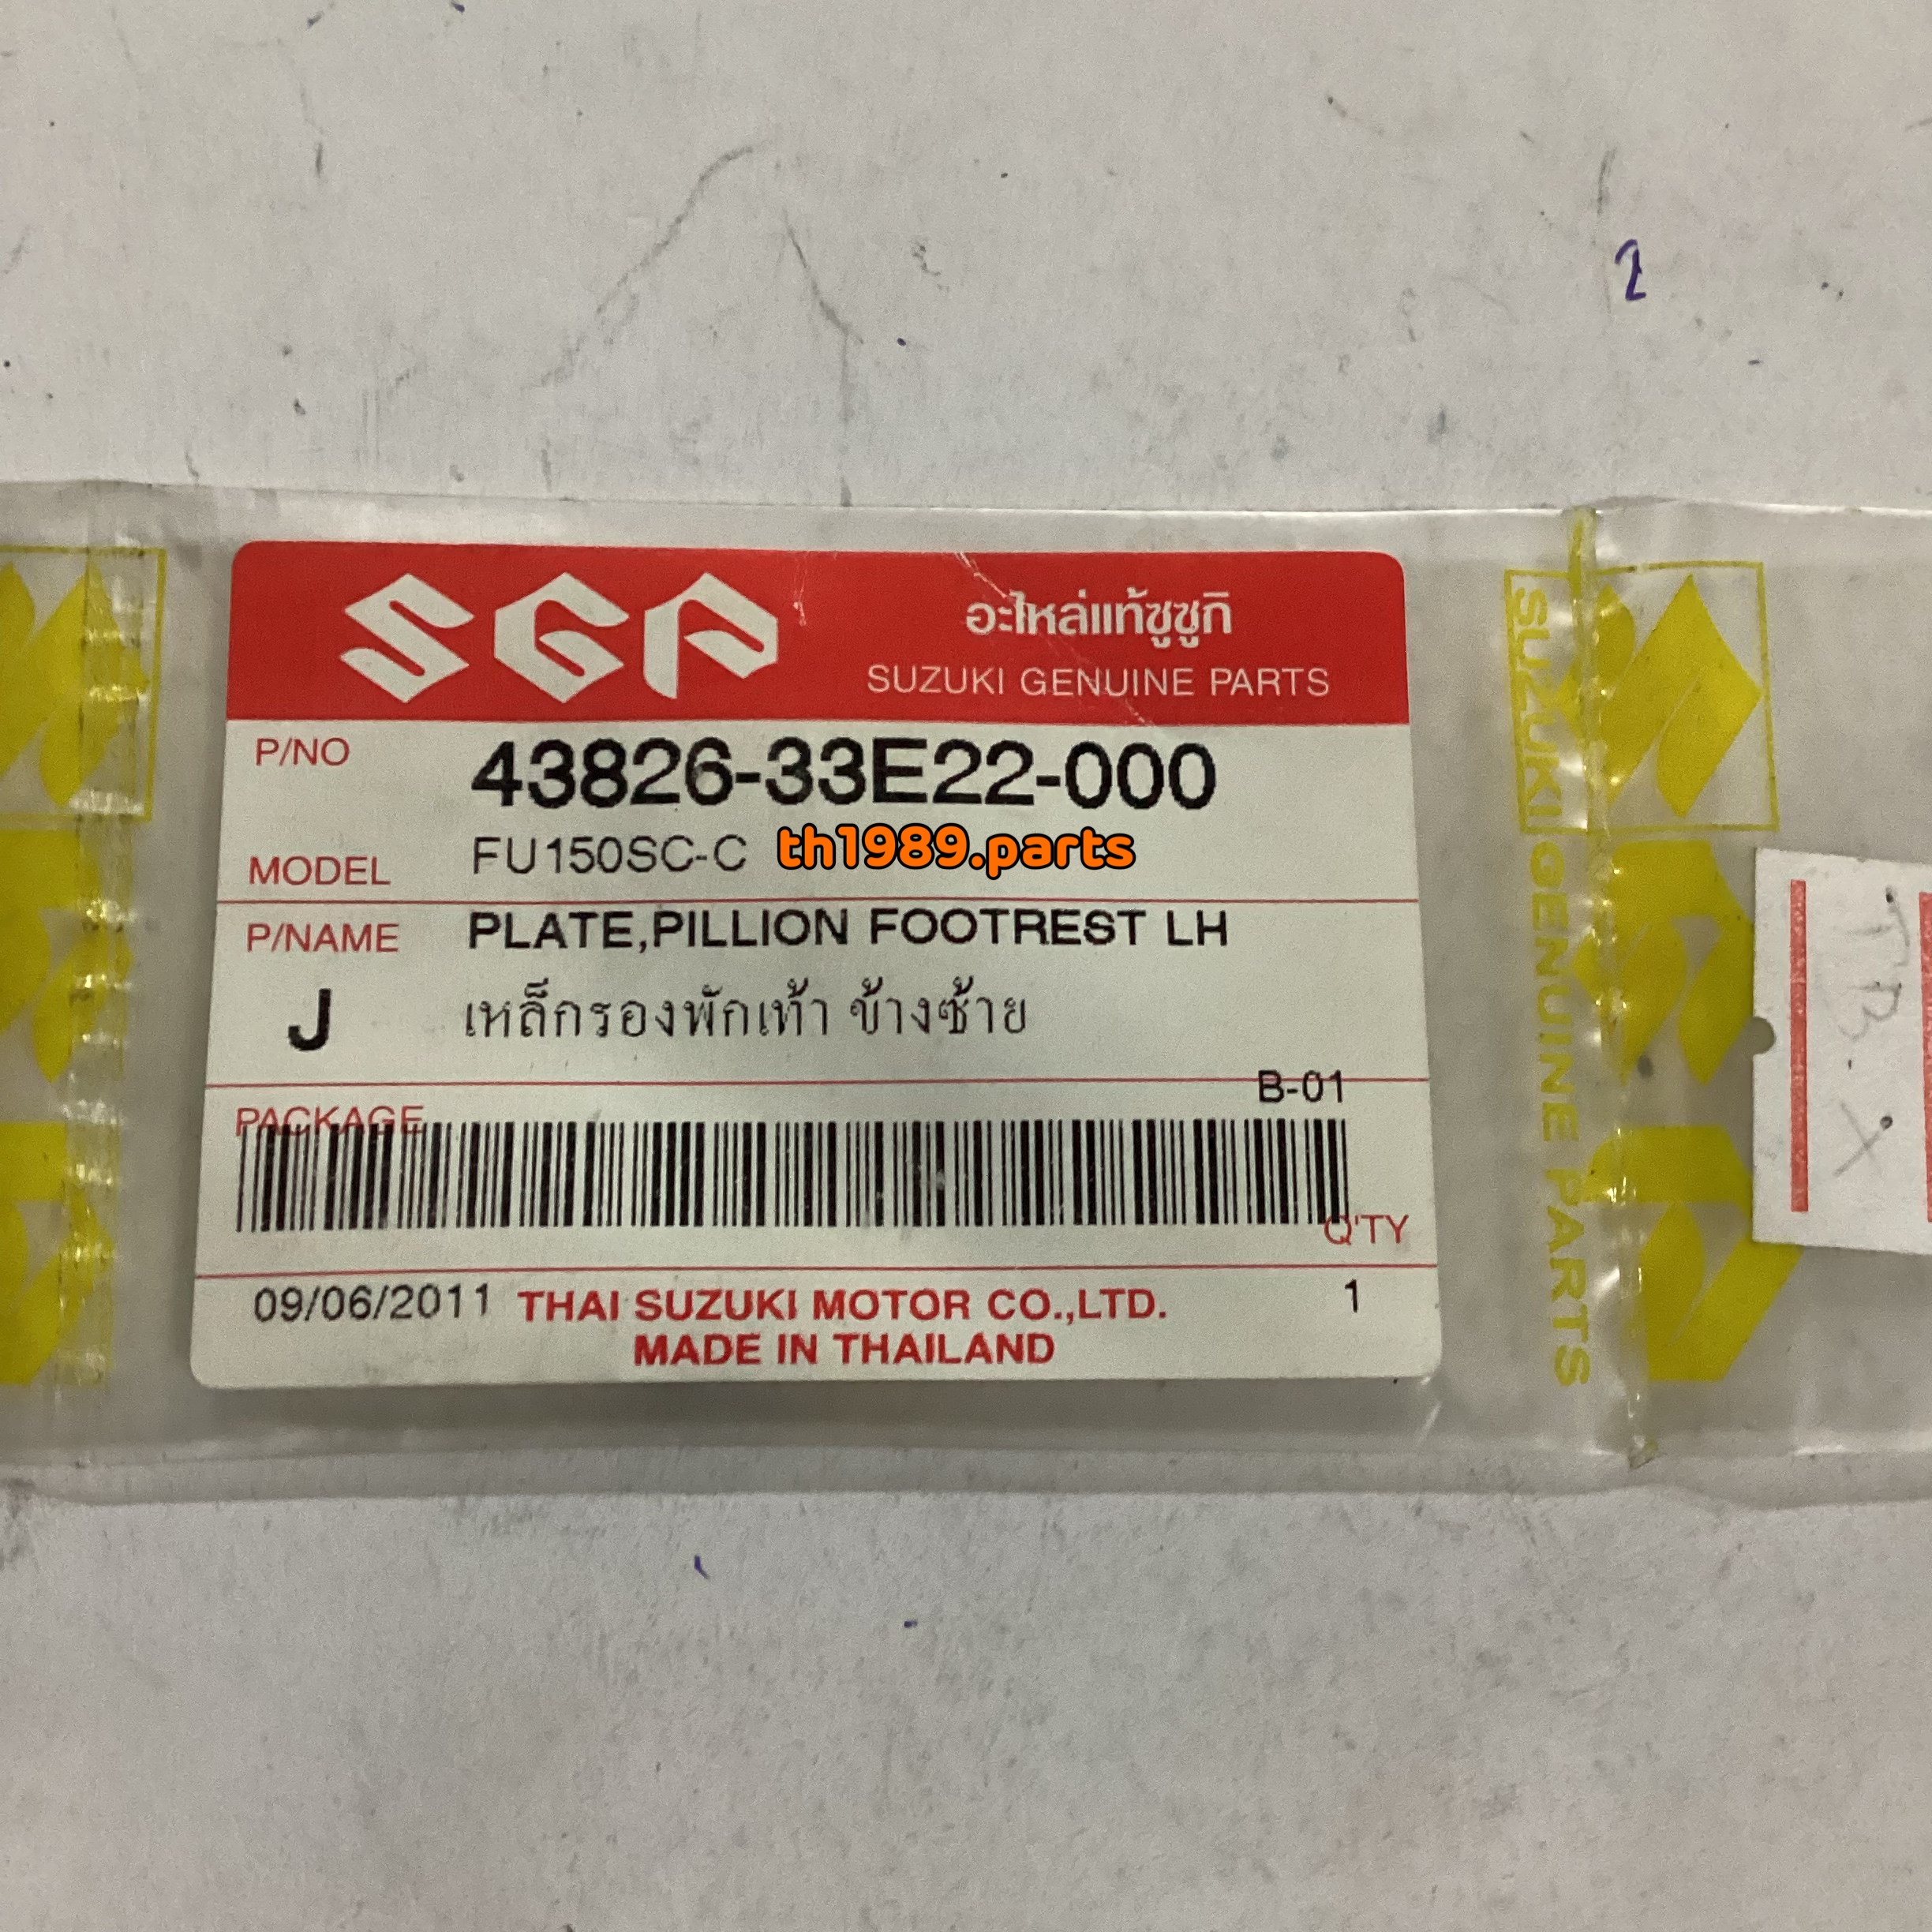 2
SGP
อะไหล่แท้ซูซูกิ
SUZUKI GENUINE PARTS
P/NO 43826-33E22-000
MODEL FU150SC-C th1989.parts
P/NAME PLATE,PILLION FOOTREST LH
J เหล็กรองพักเท้า ข้างซ้าย
B-01
PACKAGE
Q'TY
09/06/2011 THAI SUZUKI MOTOR CO.,LTD. 1
MADE IN THAILAND
SUZUKI GENUINE PARTS